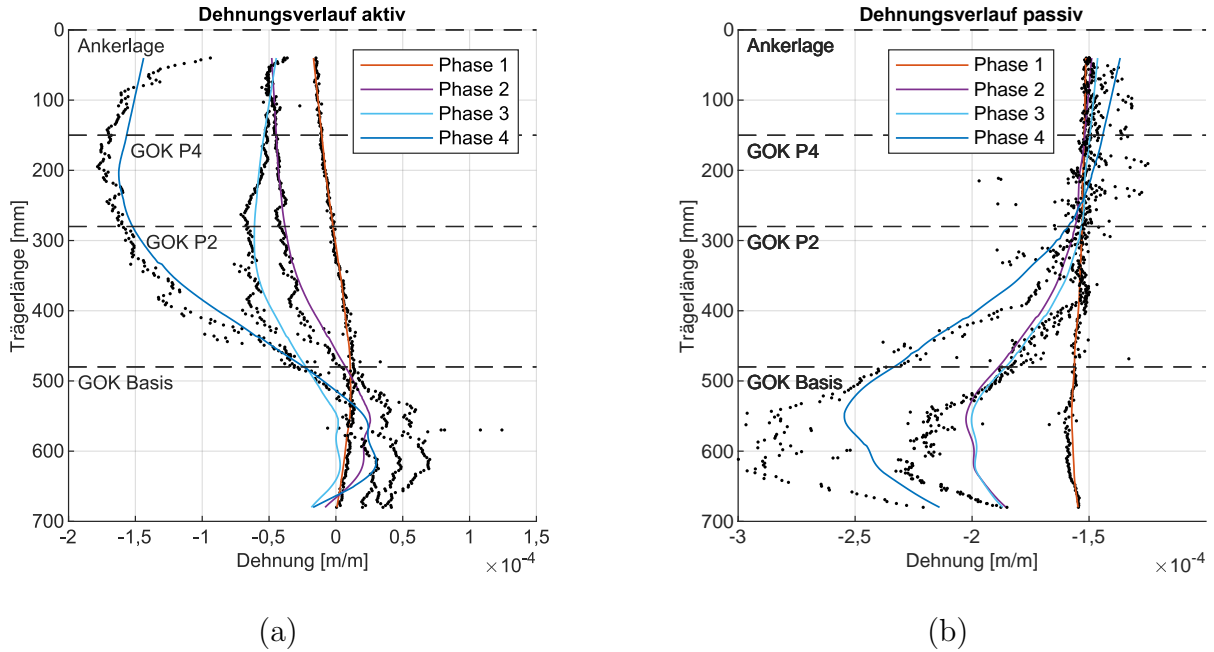 Dehnungsverlauf aktiv
0
100
200
300
400
500
600
700
Trägerlänge [mm]
Ankerlage
GOK P4
GOK P2
GOK Basis
Phase 1
Phase 2
Phase 3
Phase 4
-2
-1,5
-1
-0,5
0
0,5
1
1,5
Dehnung [m/m]
×10⁻⁴
(a)
Dehnungsverlauf passiv
0
100
200
300
400
500
600
700
Trägerlänge [mm]
Ankerlage
GOK P4
GOK P2
GOK Basis
Phase 1
Phase 2
Phase 3
Phase 4
-3
-2,5
-2
-1,5
Dehnung [m/m]
×10⁻⁴
(b)